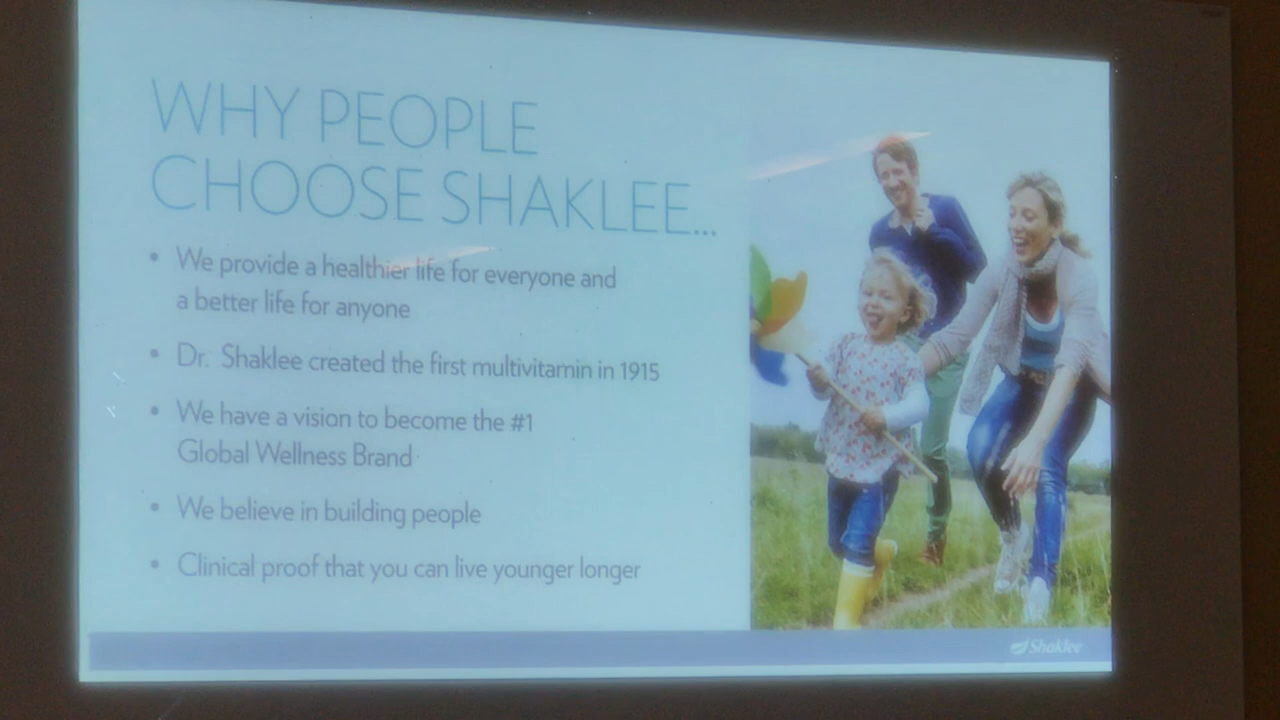 WHY PEOPLE
CHOOSE SHAKLEE...
• We provide a healthier life for everyone and
a better life for anyone
• Dr. Shaklee created the first multivitamin in 1915
• We have a vision to become the #1
Global Wellness Brand
• We believe in building people
• Clinical proof that you can live younger longer
Shaklee